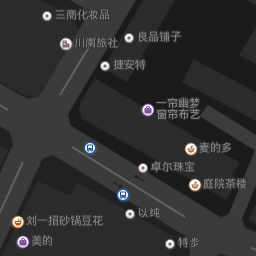 三商化妆品
良品铺子
川南旅社
捷安特
一帘幽梦
窗帘布艺
麦的多
卓尔珠宝
庭院茶楼
以纯
刘一招砂锅豆花
美的
特步